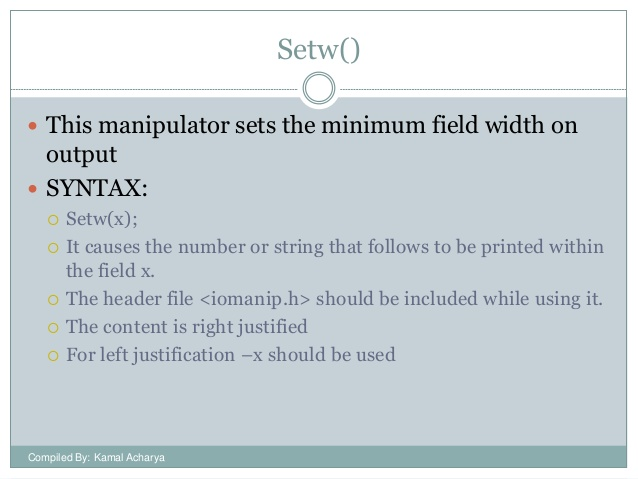 Setw()
This manipulator sets the minimum field width on
output
SYNTAX:
Setw(x);
It causes the number or string that follows to be printed within
the field x.
The header file <iomanip.h> should be included while using it.
The content is right justified
For left justification –x should be used
Compiled By: Kamal Acharya